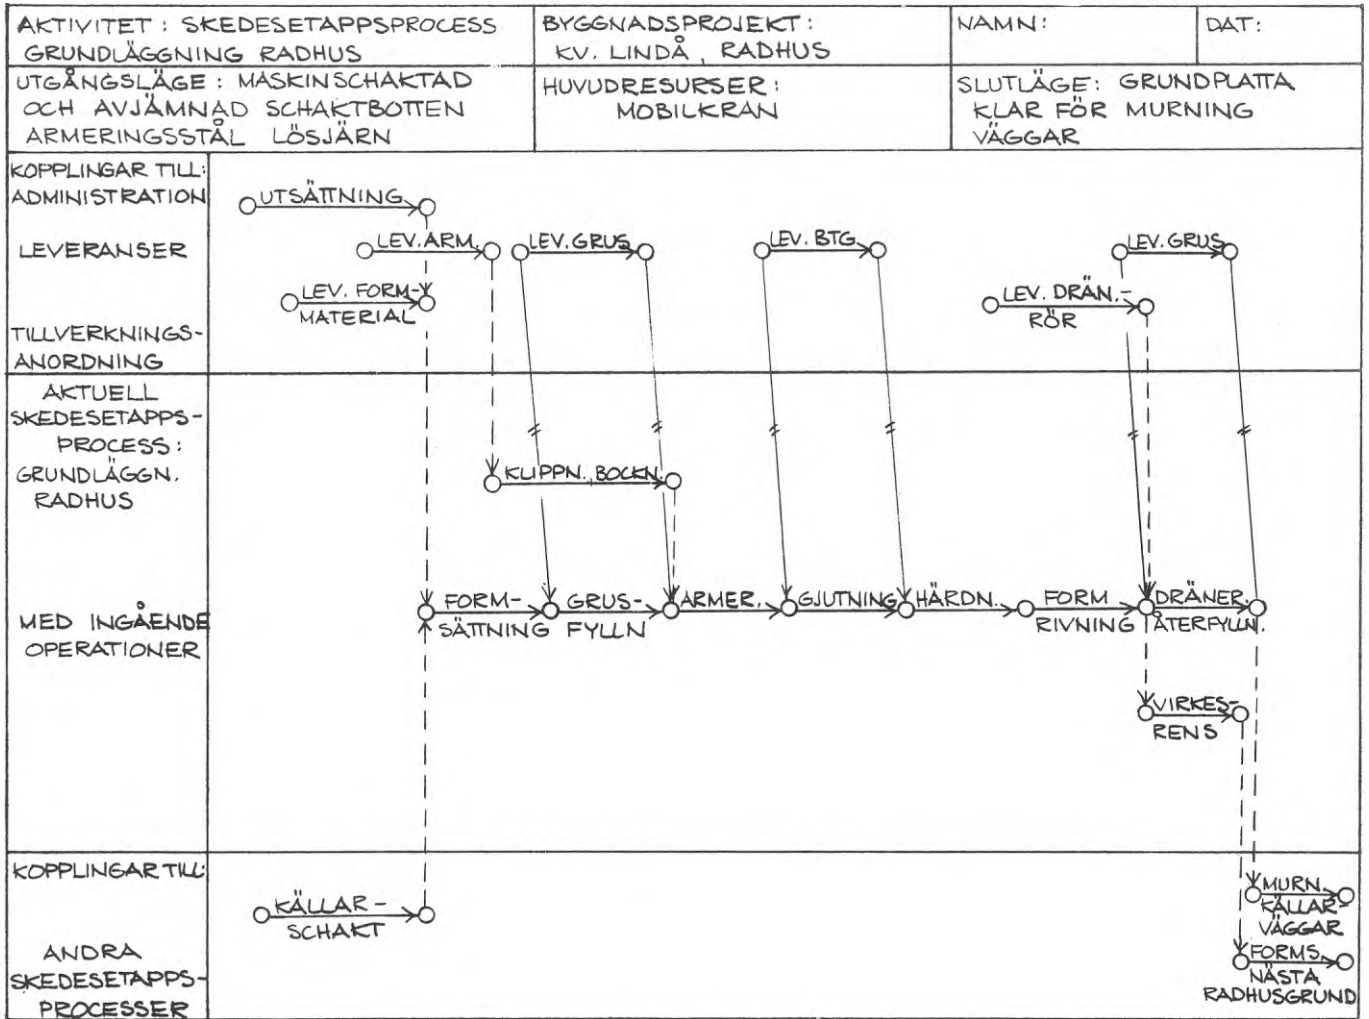 AKTIVITET : SKEDESETAPPSPROCESS
GRUNDLÄGGNING RADHUS
BYGGNADSPROJEKT :
KV. LINDÅ , RADHUS
NAMN:
DAT:
UTGÅNGSLÄGE : MASKINSCHAKTAD
OCH AVJÄMNAD SCHAKTBOTTEN
ARMERINGSSTÅL LÖSJÄRN
HUVUDRESURSER :
MOBILKRAN
SLUTLÄGE: GRUNDPLATTA
KLAR FÖR MURNING
VÄGGAR
KOPPLINGAR TILL:
ADMINISTRATION
UTSÄTTNING
LEVERANSER
LEV. ARM.
LEV. GRUS
LEV. BTG
LEV. GRUS
LEV. FORM-
MATERIAL
LEV. DRÄN.-
RÖR
TILLVERKNINGS-
ANORDNING
AKTUELL
SKEDESETAPPS-
PROCESS :
GRUNDLÄGGN.
RADHUS
KLIPPN., BOCKN.
MED INGÅENDE
OPERATIONER
FORM-
SÄTTNING
GRUS-
FYLLN
ARMER.
GJUTNING
HÄRDN.
FORM
RIVNING
DRÄNER.
ÅTERFYLLN.
VIRKES-
RENS
KOPPLINGAR TILL:
KÄLLAR-
SCHAKT
MURN.
KÄLLAR-
VÄGGAR
ANDRA
SKEDESETAPPS-
PROCESSER
FORMS.
NÄSTA
RADHUSGRUND